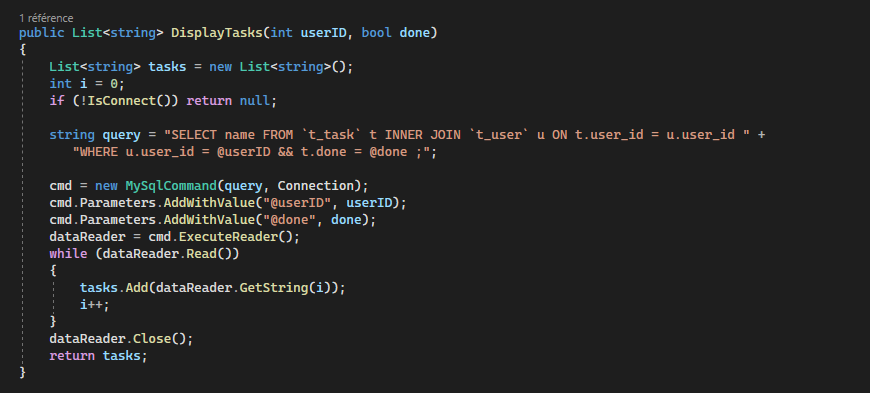 1 référence
public List<string> DisplayTasks(int userID, bool done)
{
List<string> tasks = new List<string>();
int i = 0;
if (!IsConnect()) return null;
string query = "SELECT name FROM `t_task` t INNER JOIN `t_user` u ON t.user_id = u.user_id " +
"WHERE u.user_id = @userID && t.done = @done ;";
cmd = new MySqlCommand(query, Connection);
cmd.Parameters.AddWithValue("@userID", userID);
cmd.Parameters.AddWithValue("@done", done);
dataReader = cmd.ExecuteReader();
while (dataReader.Read())
{
tasks.Add(dataReader.GetString(i));
i++;
}
dataReader.Close();
return tasks;
}